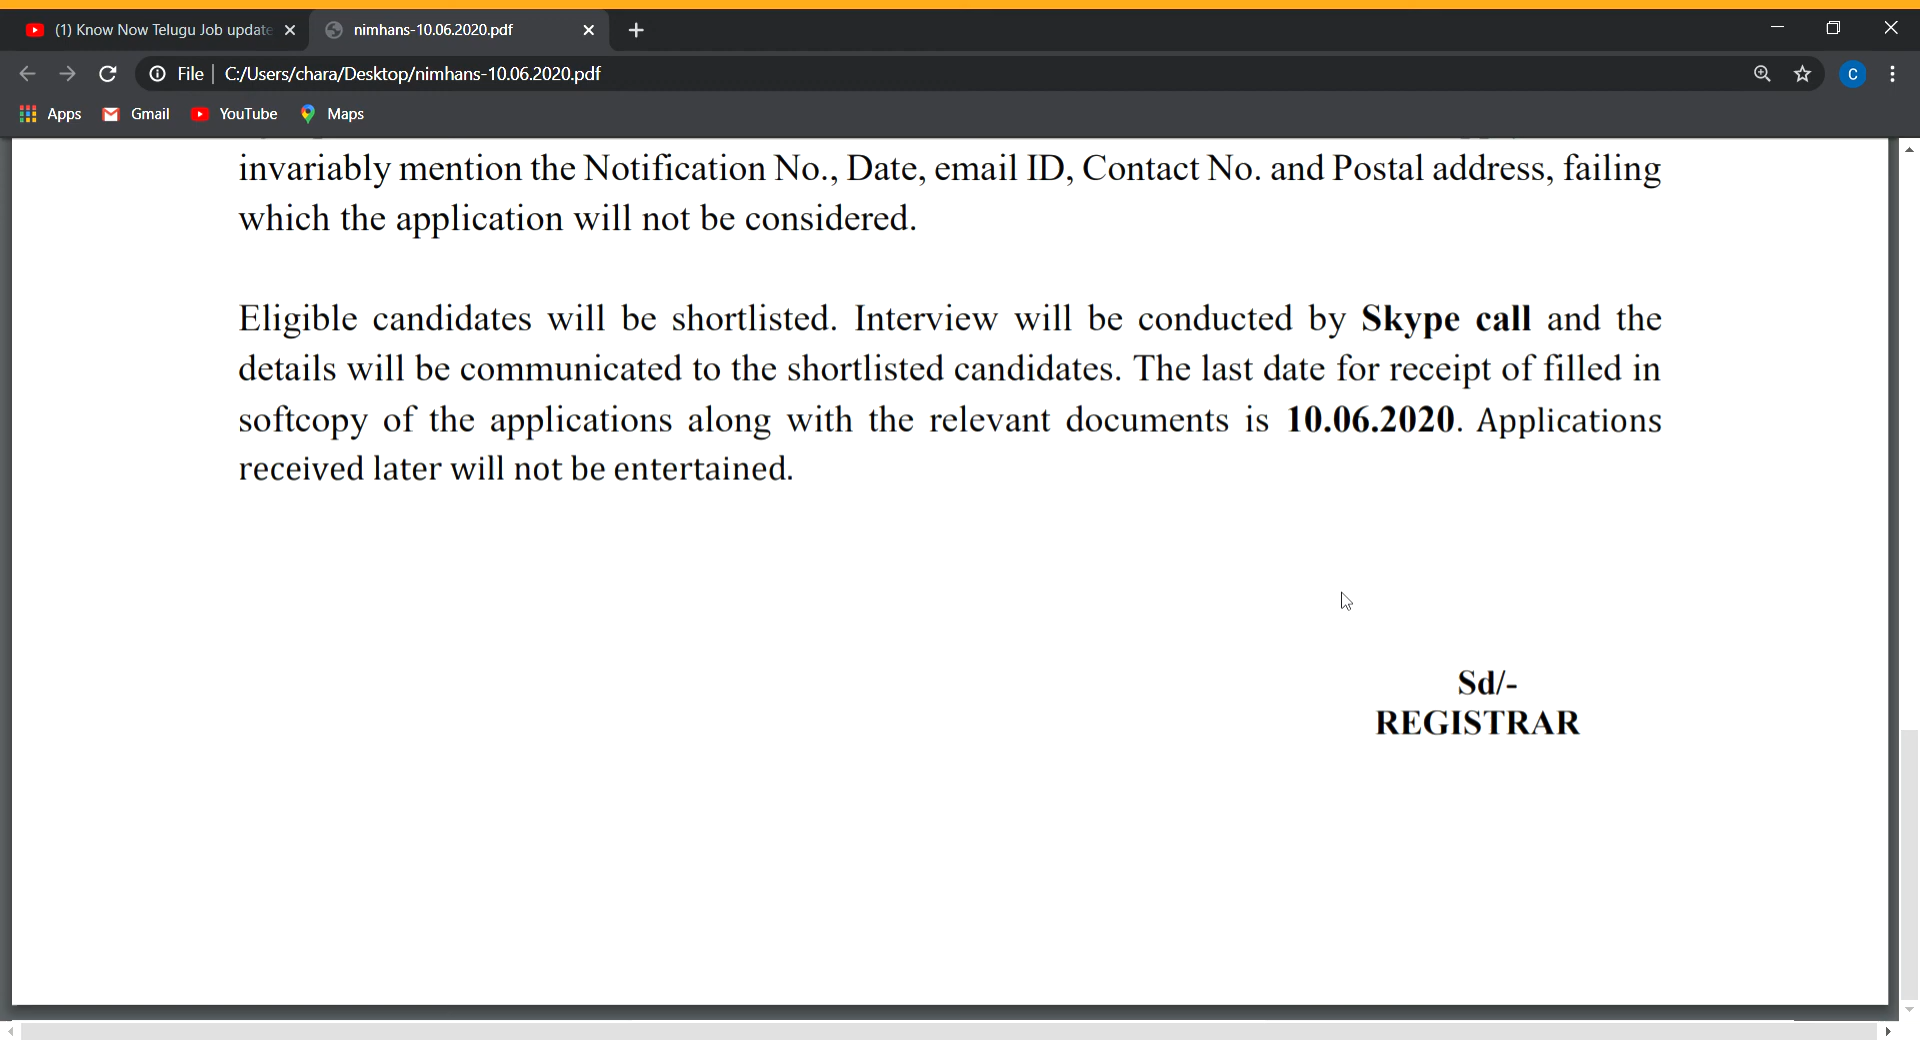 (1) Know Now Telugu Job update
nimhans-10.06.2020.pdf
File
C:/Users/chara/Desktop/nimhans-10.06.2020.pdf
C
Apps
Gmail
YouTube
Maps
invariably mention the Notification No., Date, email ID, Contact No. and Postal address, failing
which the application will not be considered.
Eligible candidates will be shortlisted. Interview will be conducted by Skype call and the
details will be communicated to the shortlisted candidates. The last date for receipt of filled in
softcopy of the applications along with the relevant documents is 10.06.2020. Applications
received later will not be entertained.
Sd/-
REGISTRAR